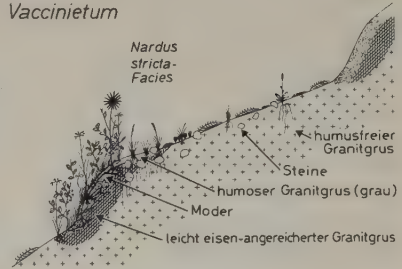 Vaccinietum
Nardus
stricta-
Facies
humusfreier
Granitgrus
Steine
humoser Granitgrus (grau)
Moder
leicht eisen-angereicherter Granitgrus